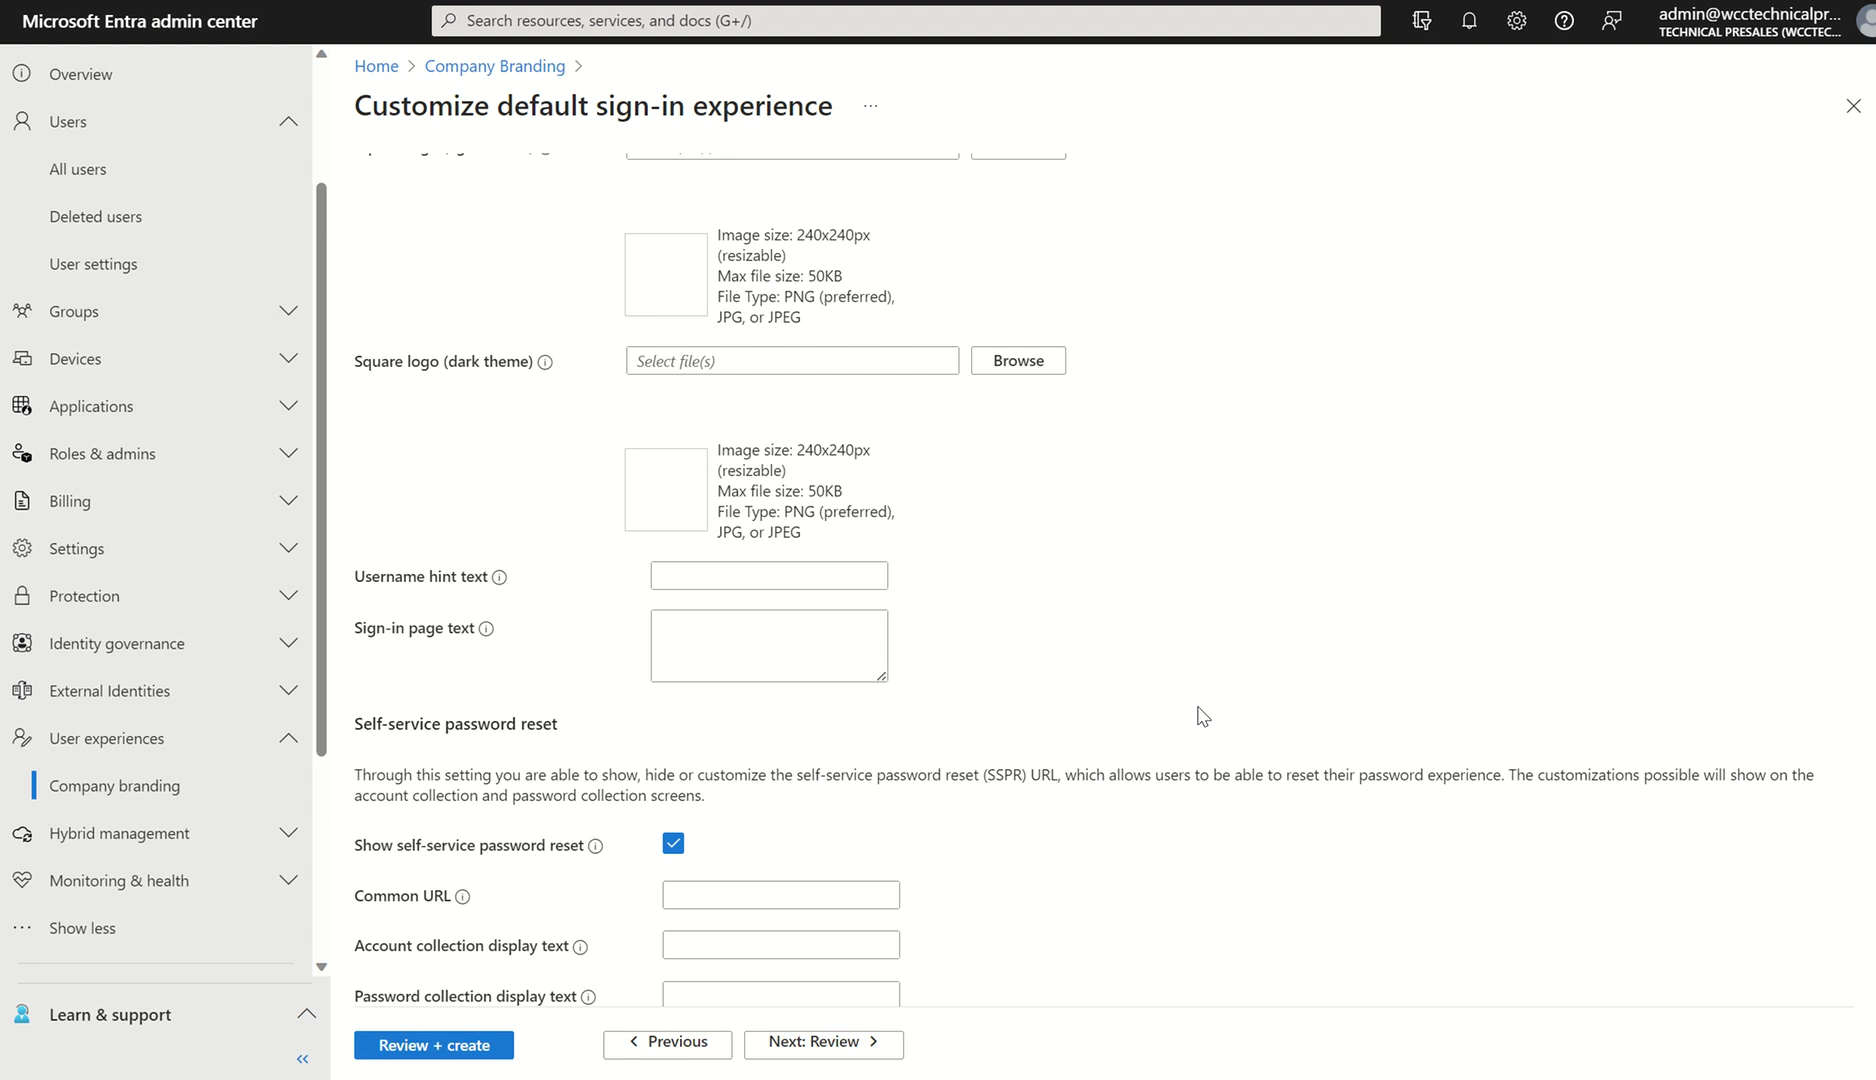 Microsoft Entra admin center
Search resources, services, and docs (G+/)
admin@wcctechnicalpr...
TECHNICAL PRESALES (WCCTEC...
Overview
Users
All users
Deleted users
User settings
Groups
Devices
Applications
Roles & admins
Billing
Settings
Protection
Identity governance
External Identities
User experiences
Company branding
Hybrid management
Monitoring & health
Show less
Learn & support
Home > Company Branding >
Customize default sign-in experience ...
Image size: 240x240px
(resizable)
Max file size: 50KB
File Type: PNG (preferred),
JPG, or JPEG
Square logo (dark theme)
Select file(s)
Browse
Image size: 240x240px
(resizable)
Max file size: 50KB
File Type: PNG (preferred),
JPG, or JPEG
Username hint text
Sign-in page text
Self-service password reset
Through this setting you are able to show, hide or customize the self-service password reset (SSPR) URL, which allows users to be able to reset their password experience. The customizations possible will show on the
account collection and password collection screens.
Show self-service password reset
Common URL
Account collection display text
Password collection display text
Review + create
< Previous
Next: Review >